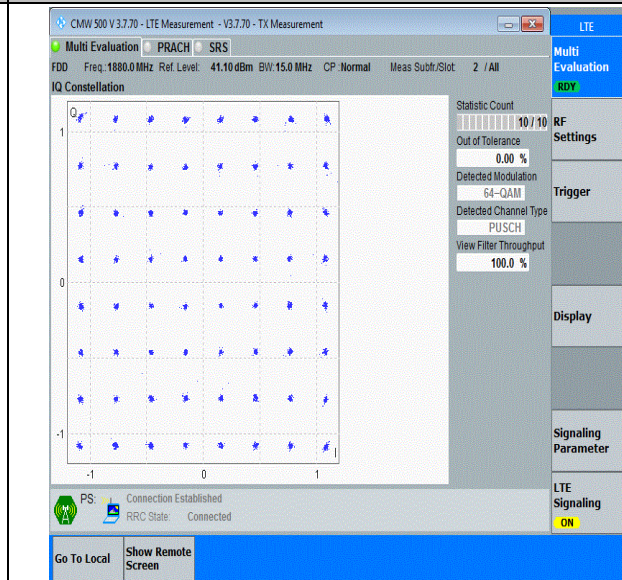 CMW 500 V 3.7.70 - LTE Measurement - V3.7.70 - TX Measurement
LTE
Multi Evaluation PRACH SRS
FDD Freq.:1880.0 MHz Ref. Level: 41.10 dBm BW:15.0 MHz CP :Normal Meas Subfr./Slot: 2 / All
IQ Constellation
Q
1
0
-1
-1 0 1
I
Statistic Count
10 / 10
Out of Tolerance
0.00 %
Detected Modulation
64-QAM
Detected Channel Type
PUSCH
View Filter Throughput
100.0 %
Multi
Evaluation
RDY
RF
Settings
Trigger
Display
Signaling
Parameter
LTE
Signaling
ON
PS: Connection Established
RRC State: Connected
Go To Local
Show Remote
Screen